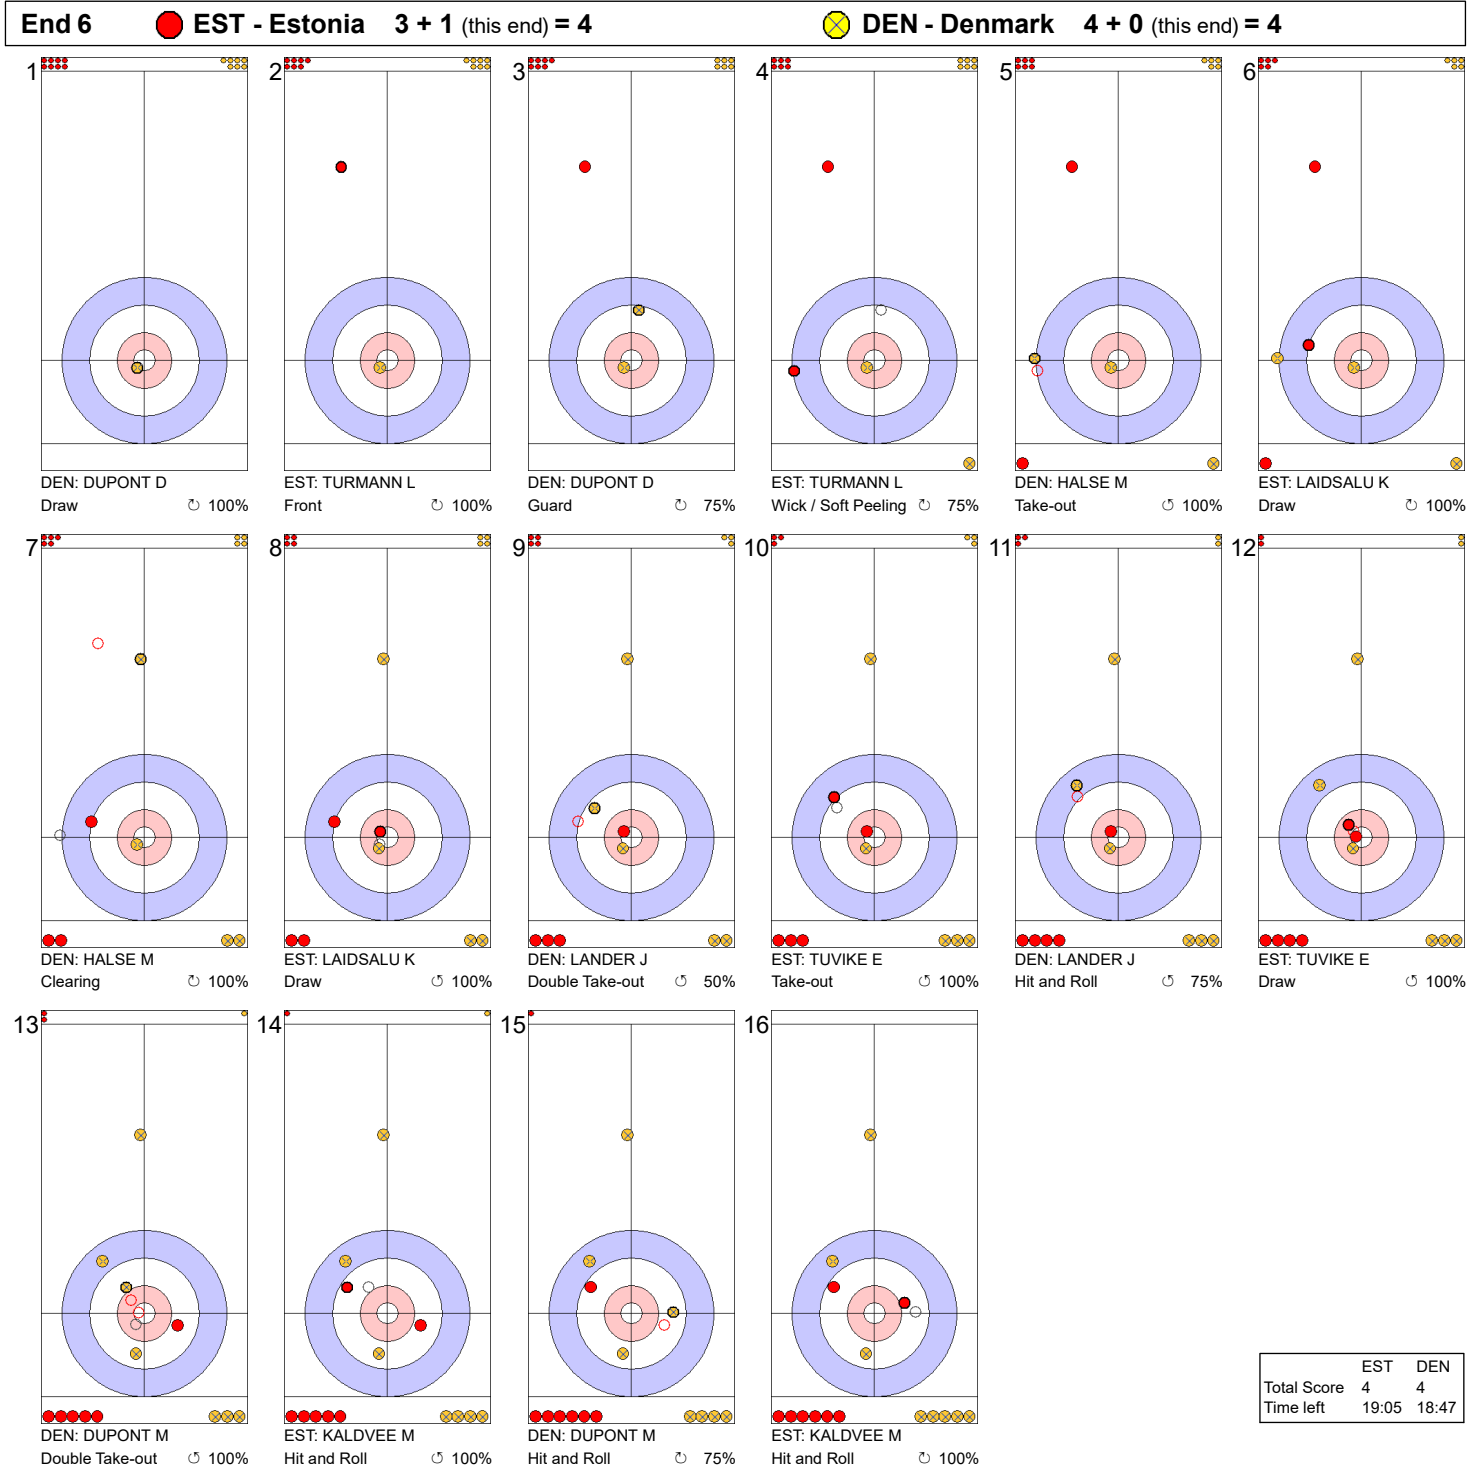 End 6 EST - Estonia 3 + 1 (this end) = 4 DEN - Denmark 4 + 0 (this end) = 4
1 2 3 4 5 6
DEN: DUPONT D EST: TURMANN L DEN: DUPONT D EST: TURMANN L DEN: HALSE M EST: LAIDSALU K
Draw ↻ 100% Front ↻ 100% Guard ↻ 75% Wick / Soft Peeling ↻ 75% Take-out ↻ 100% Draw ↻ 100%
7 8 9 10 11 12
DEN: HALSE M EST: LAIDSALU K DEN: LANDER J EST: TUVIKE E DEN: LANDER J EST: TUVIKE E
Clearing ↻ 100% Draw ↻ 100% Double Take-out ↺ 50% Take-out ↻ 100% Hit and Roll ↺ 75% Draw ↻ 100%
13 14 15 16
EST DEN
Total Score 4 4
Time left 19:05 18:47
DEN: DUPONT M EST: KALDVEE M DEN: DUPONT M EST: KALDVEE M
Double Take-out ↻ 100% Hit and Roll ↻ 100% Hit and Roll ↻ 75% Hit and Roll ↻ 100%